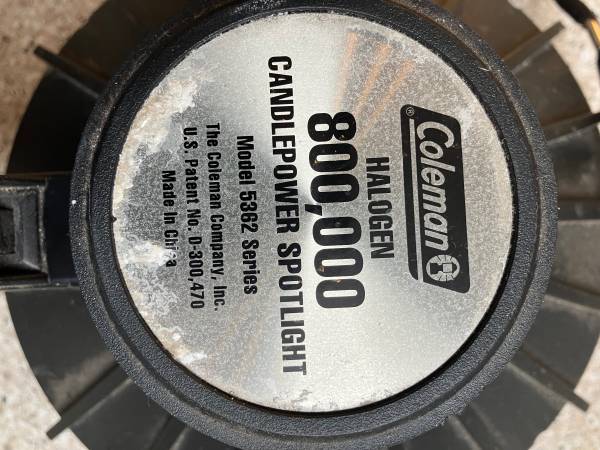 Coleman®
HALOGEN
800,000
CANDLEPOWER SPOTLIGHT
Model 5362 Series
The Coleman Company, Inc.
U.S. Patent No. D-300,470
Made In China